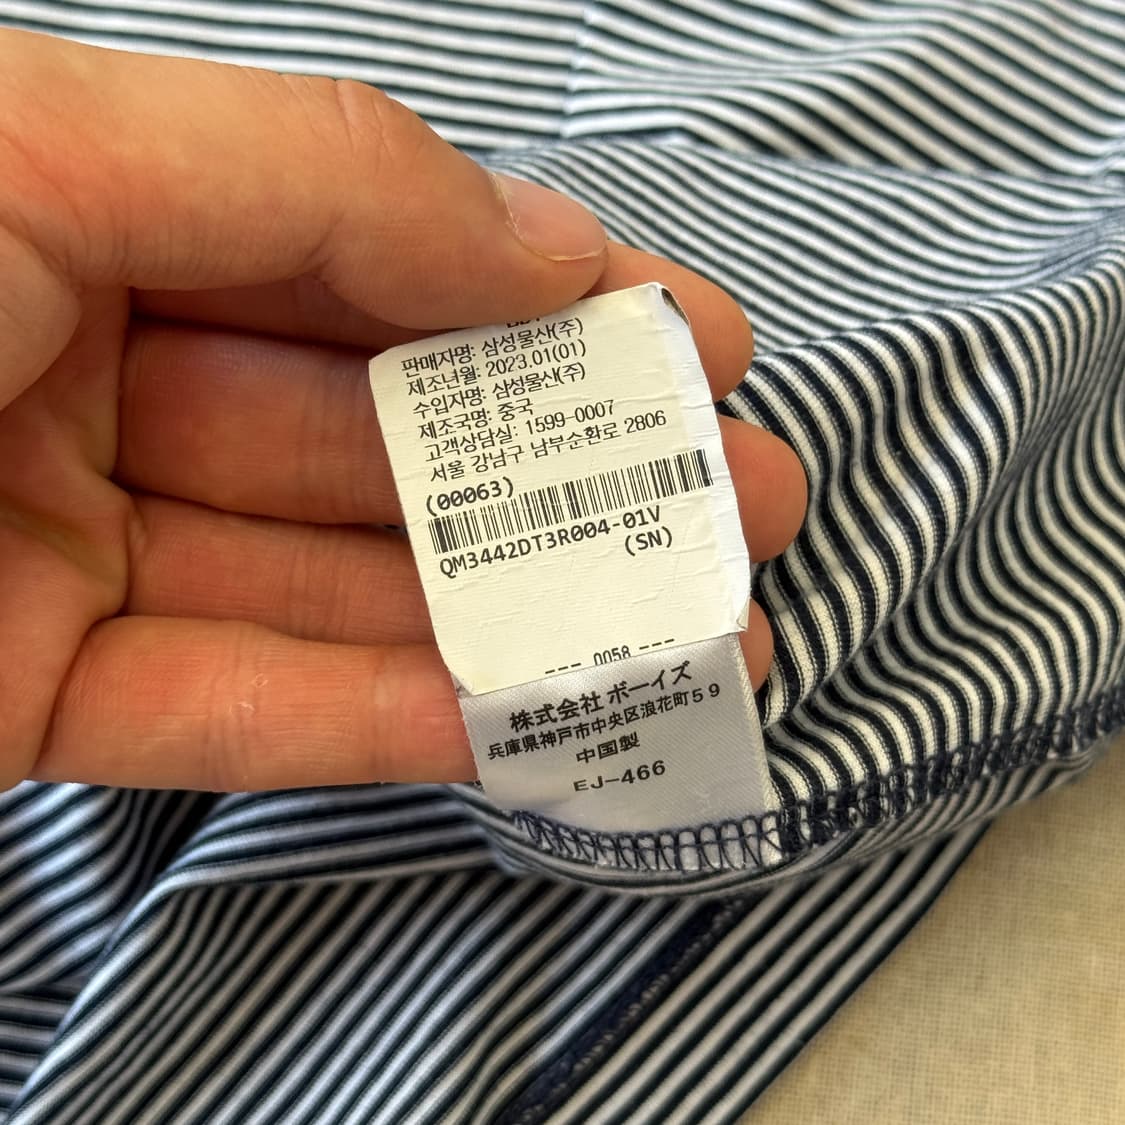 판매자명: 삼성물산(주)
제조년월: 2023.01(01)
수입자명: 삼성물산(주)
제조국명: 중국
고객상담실: 1599-0007
서울 강남구 남부순환로 2806
(00063)
QM3442DT3R004-01V
(SN)
--- 0058 ---
株式会社 ボーイズ
兵庫県神戸市中央区浪花町５９
中国製
EJ-466